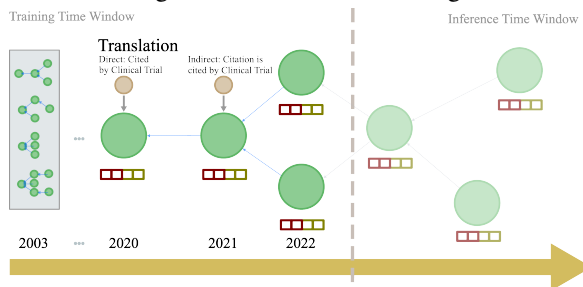 Training Time Window
Inference Time Window
Translation
Direct: Cited
by Clinical Trial
Indirect: Citation is
cited by Clinical Trial
...
2003
...
2020
2021
2022